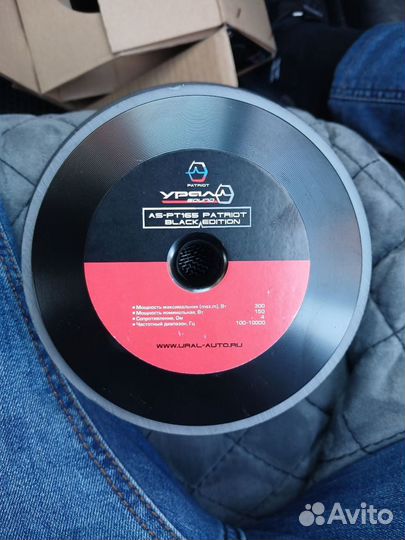 PATRIOT
УРАЛ
SOUND
AS-PT165 PATRIOT
BLACK EDITION
• Мощность максимальная (max.m), Вт 300
• Мощность номинальная, Вт 150
• Сопротивление, Ом 4
• Частотный диапазон, Гц 100-10000
WWW.URAL-AUTO.RU
Avito